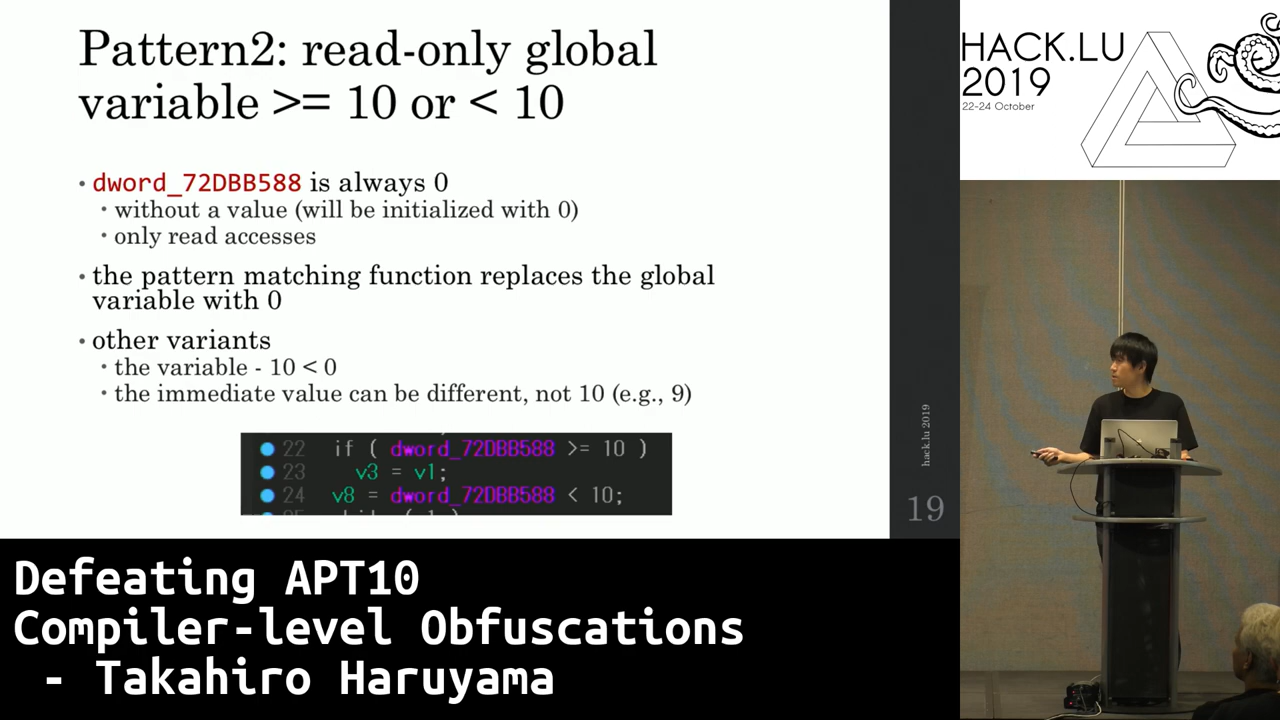 Pattern2: read-only global
variable >= 10 or < 10
• dword_72DBB588 is always 0
• without a value (will be initialized with 0)
• only read accesses
• the pattern matching function replaces the global
variable with 0
• other variants
• the variable - 10 < 0
• the immediate value can be different, not 10 (e.g., 9)
22 if ( dword_72DBB588 >= 10 )
23 v3 = v1;
24 v8 = dword_72DBB588 < 10;
hack.lu 2019
19
HACK.LU
2019
22-24 October
Defeating APT10
Compiler-level Obfuscations
- Takahiro Haruyama